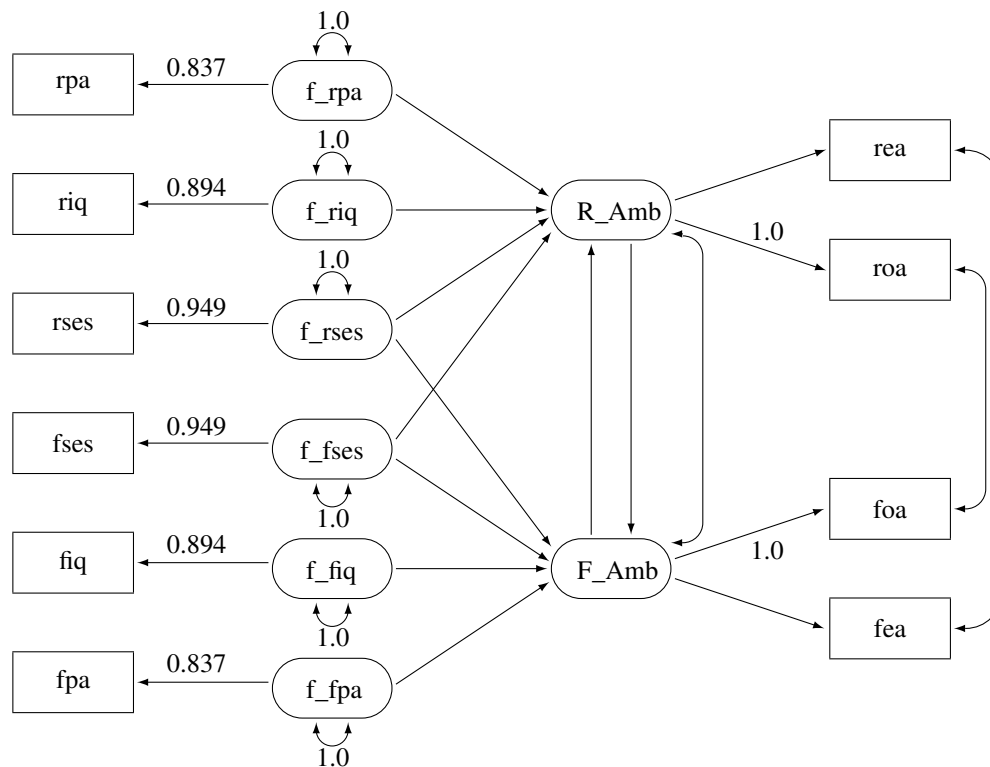 1.0
rpa
0.837
f_rpa
1.0
rea
riq
0.894
f_riq
R_Amb
1.0
1.0
roa
rses
0.949
f_rses
fses
0.949
f_fses
1.0
foa
fiq
0.894
f_fiq
F_Amb
1.0
1.0
fea
fpa
0.837
f_fpa
1.0